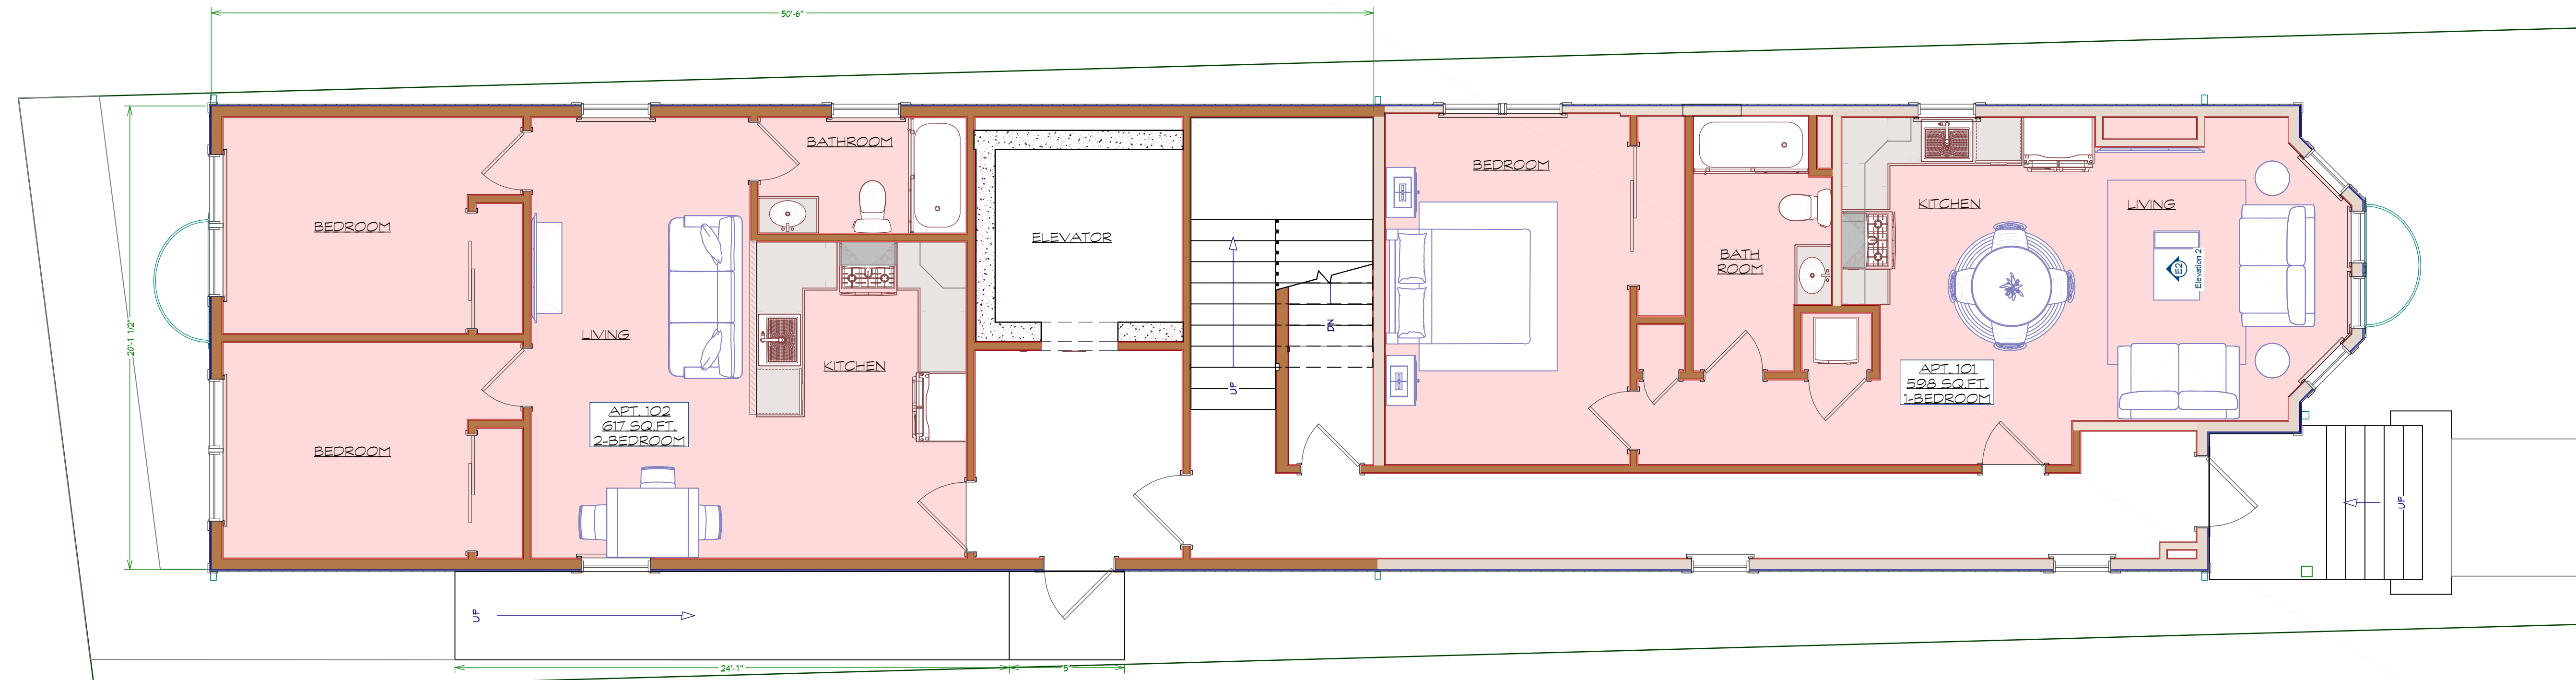 50'-6"
BATHROOM
BEDROOM
BEDROOM
KITCHEN
LIVING
BEDROOM
ELEVATOR
BATH
ROOM
Elevation 2
E2
20'-1 1/2"
LIVING
DN
KITCHEN
UP
APT. 101
598 SQ.FT.
1-BEDROOM
APT. 102
617 SQ.FT.
2-BEDROOM
BEDROOM
UP
UP
24'-1"
5'